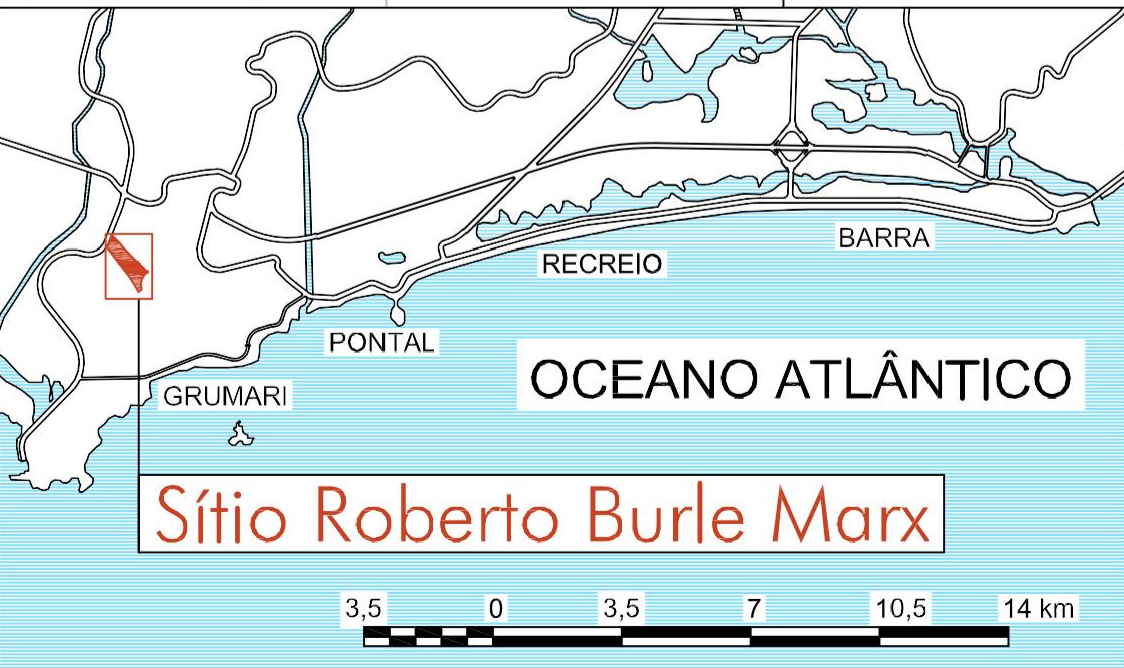 BARRA
RECREIO
PONTAL
OCEANO ATLÂNTICO
GRUMARI
Sítio Roberto Burle Marx
3,5 0 3,5 7 10,5 14 km